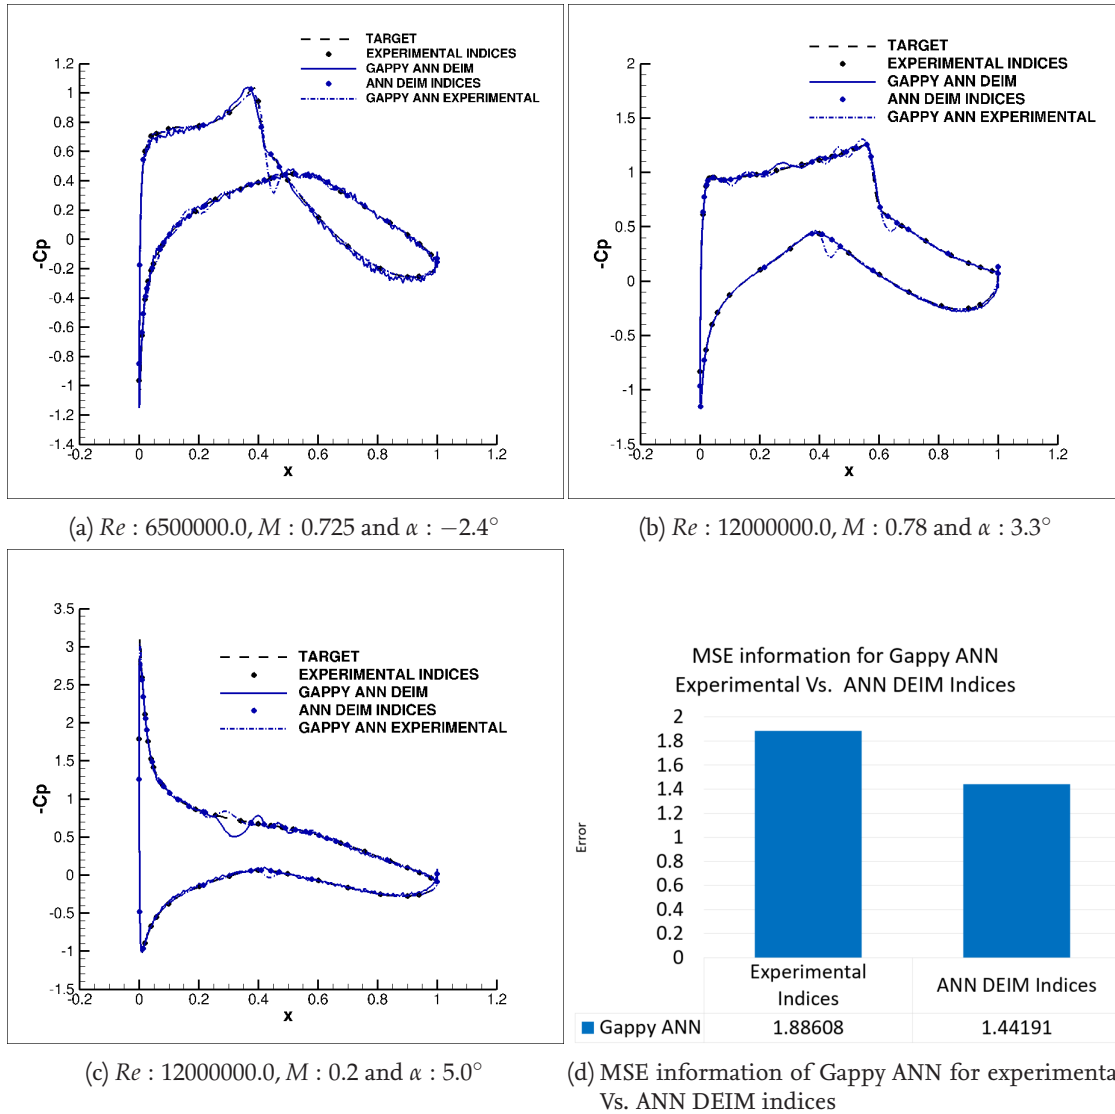 TARGET
EXPERIMENTAL INDICES
GAPPY ANN DEIM
ANN DEIM INDICES
GAPPY ANN EXPERIMENTAL
1.2
1
0.8
0.6
0.4
0.2
0
-0.2
-0.4
-0.6
-0.8
-1
-1.2
-1.4
-Cp
-0.2 0 0.2 0.4 0.6 0.8 1 1.2
x
(a) Re : 6500000.0, M : 0.725 and α : −2.4°
TARGET
EXPERIMENTAL INDICES
GAPPY ANN DEIM
ANN DEIM INDICES
GAPPY ANN EXPERIMENTAL
2
1.5
1
0.5
0
-0.5
-1
-1.5
-Cp
-0.2 0 0.2 0.4 0.6 0.8 1 1.2
x
(b) Re : 12000000.0, M : 0.78 and α : 3.3°
TARGET
EXPERIMENTAL INDICES
GAPPY ANN DEIM
ANN DEIM INDICES
GAPPY ANN EXPERIMENTAL
3.5
3
2.5
2
1.5
1
0.5
0
-0.5
-1
-1.5
-Cp
-0.2 0 0.2 0.4 0.6 0.8 1 1.2
x
(c) Re : 12000000.0, M : 0.2 and α : 5.0°
MSE information for Gappy ANN
Experimental Vs. ANN DEIM Indices
2
1.8
1.6
1.4
1.2
1
0.8
0.6
0.4
0.2
0
Error
Experimental
Indices
ANN DEIM Indices
Gappy ANN 1.88608 1.44191
(d) MSE information of Gappy ANN for experimenta
Vs. ANN DEIM indices